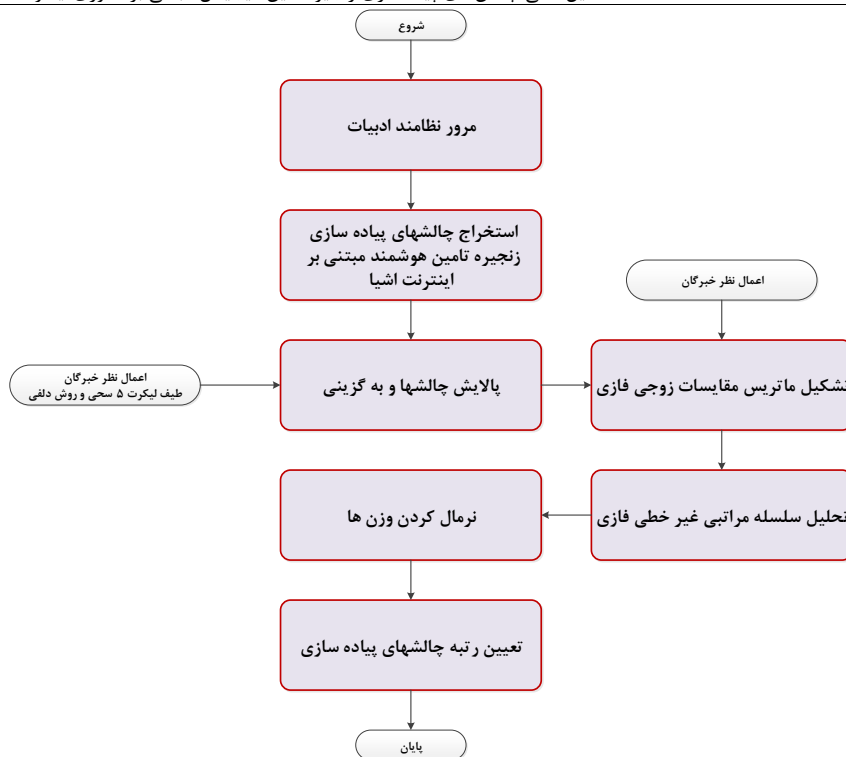 شروع
مرور نظامند ادبیات
استخراج چالشهای پیاده سازی
زنجیره تامین هوشمند مبتنی بر
اینترنت اشیا
اعمال نظر خبرگان
اعمال نظر خبرگان
طیف لیکرت ۵ سحی و روش دلفی
پالایش چالشها و به گزینی
تشکیل ماتریس مقایسات زوجی فازی
تحلیل سلسله مراتبی غیر خطی فازی
نرمال کردن وزن ها
تعیین رتبه چالشهای پیاده سازی
پایان